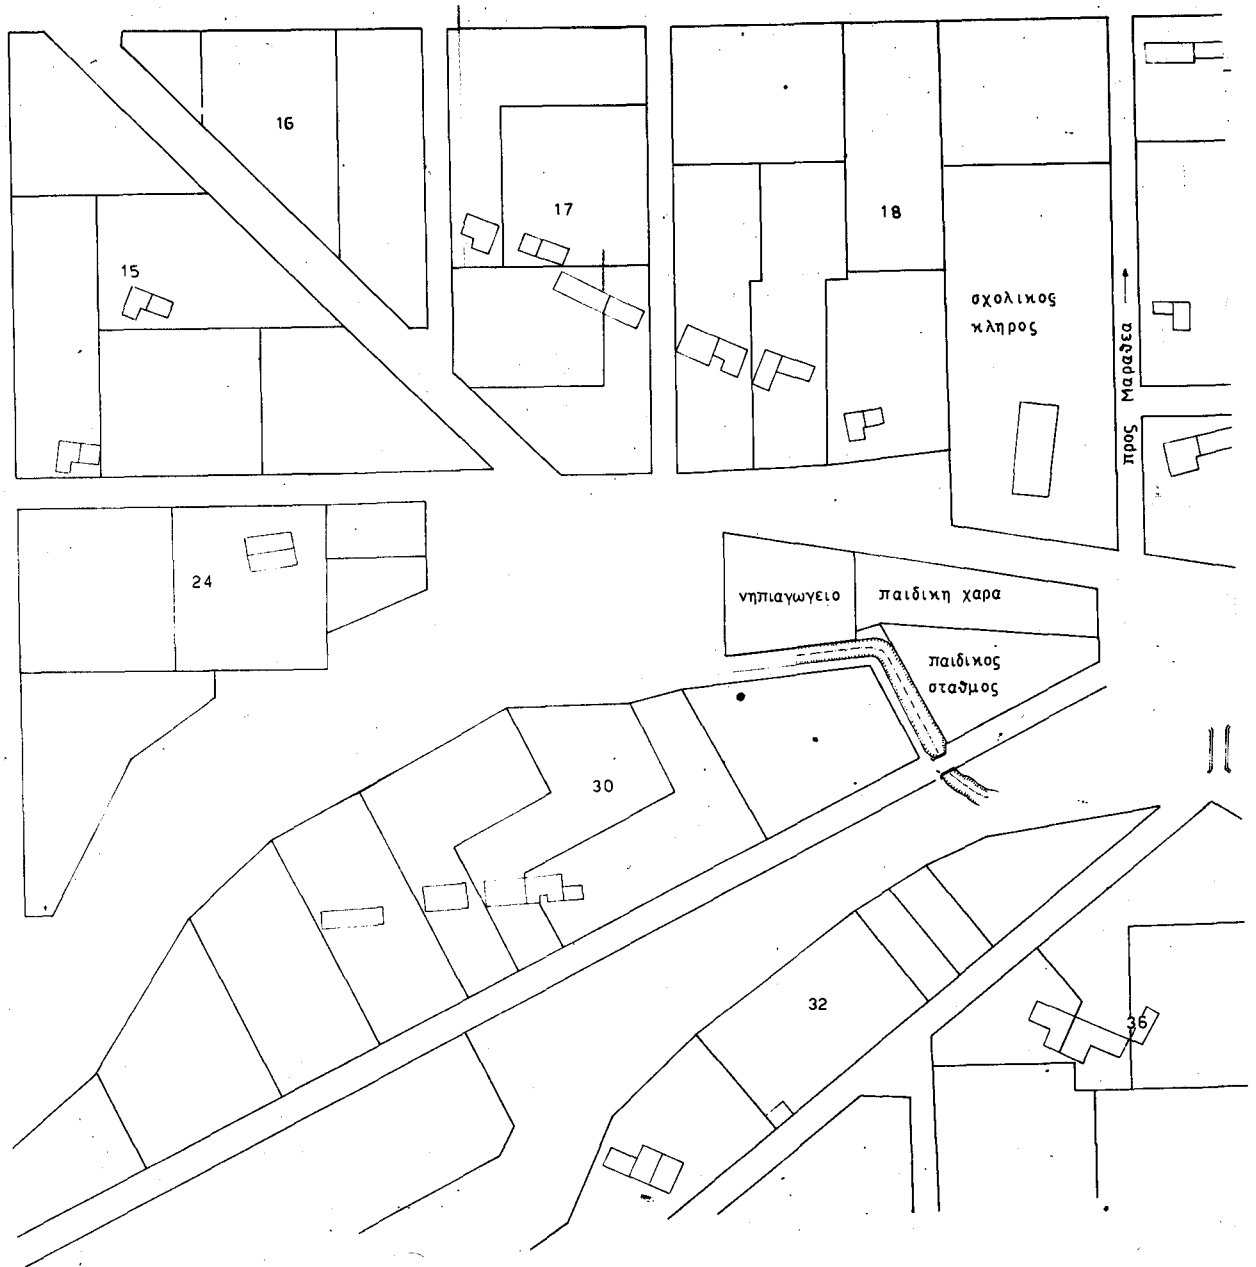 16
17
18
15
σχολικος
κληρος
προς Μαραθεα
24
νηπιαγωγειο
παιδικη χαρα
παιδικος
σταθμος
30
32
36